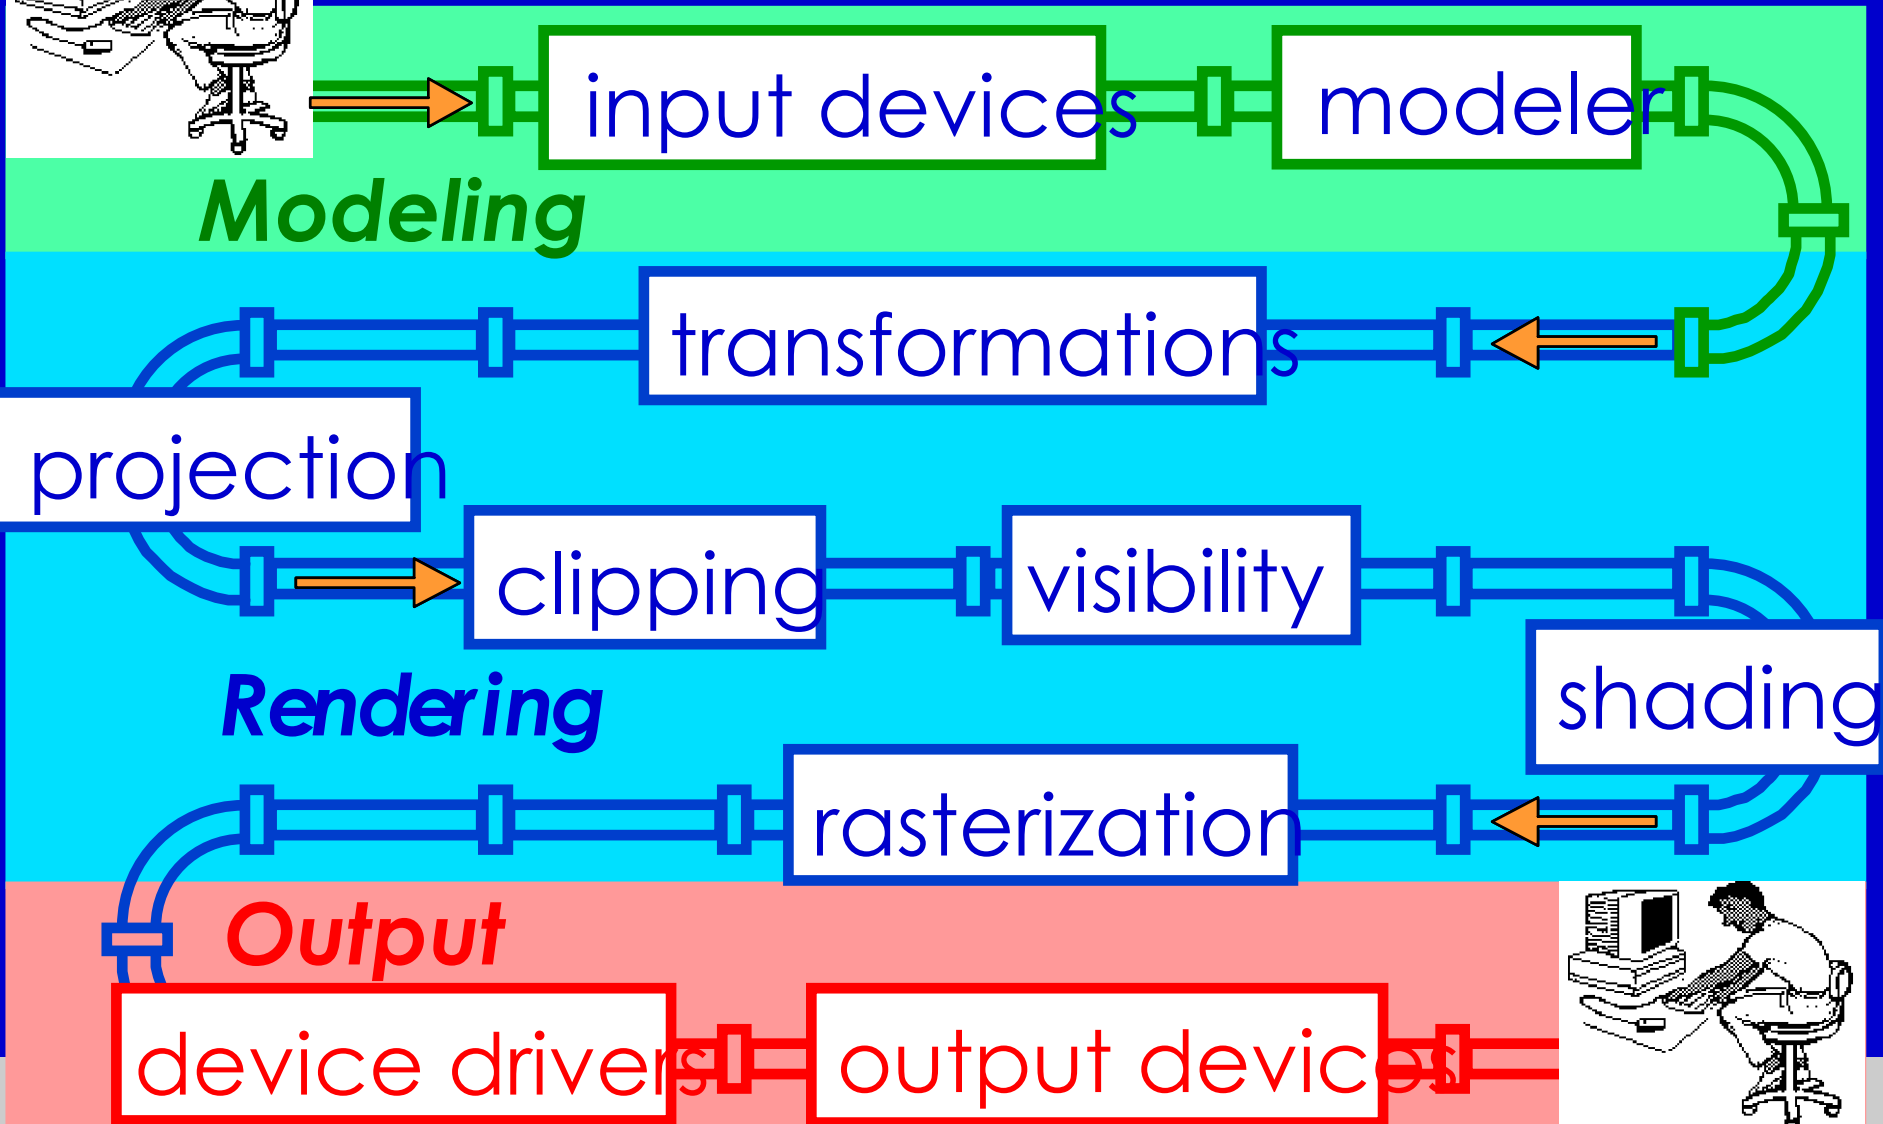 input devices
modeler
Modeling
transformations
projection
clipping
visibility
Rendering
shading
rasterization
Output
device drivers
output devices